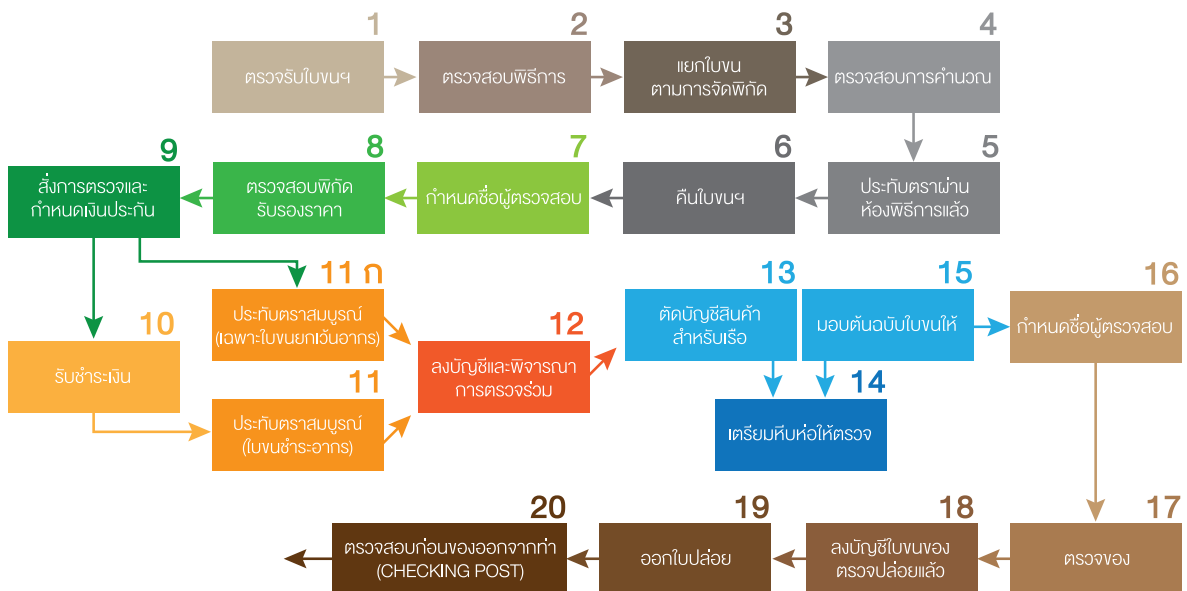 1
ตรวจรับใบขนฯ
2
ตรวจสอบพิธีการ
3
แยกใบขน
ตามการจัดพิกัด
4
ตรวจสอบการคำนวณ
5
ประทับตราผ่าน
ห้องพิธีการแล้ว
6
คืนใบขนฯ
7
กำหนดชื่อผู้ตรวจสอบ
8
ตรวจสอบพิกัด
รับรองราคา
9
สั่งการตรวจและ
กำหนดเงินประกัน
10
รับชำระเงิน
11 ก
ประทับตราสมบูรณ์
(เฉพาะใบขนยกเว้นอากร)
11
ประทับตราสมบูรณ์
(ใบขนชำระอากร)
12
ลงบัญชีและพิจารณา
การตรวจร่วม
13
ตัดบัญชีสินค้า
สำหรับเรือ
14
เตรียมหีบห่อให้ตรวจ
15
มอบต้นฉบับใบขนให้
16
กำหนดชื่อผู้ตรวจสอบ
17
ตรวจของ
18
ลงบัญชีใบขนของ
ตรวจปล่อยแล้ว
19
ออกใบปล่อย
20
ตรวจสอบก่อนของออกจากท่า
(CHECKING POST)